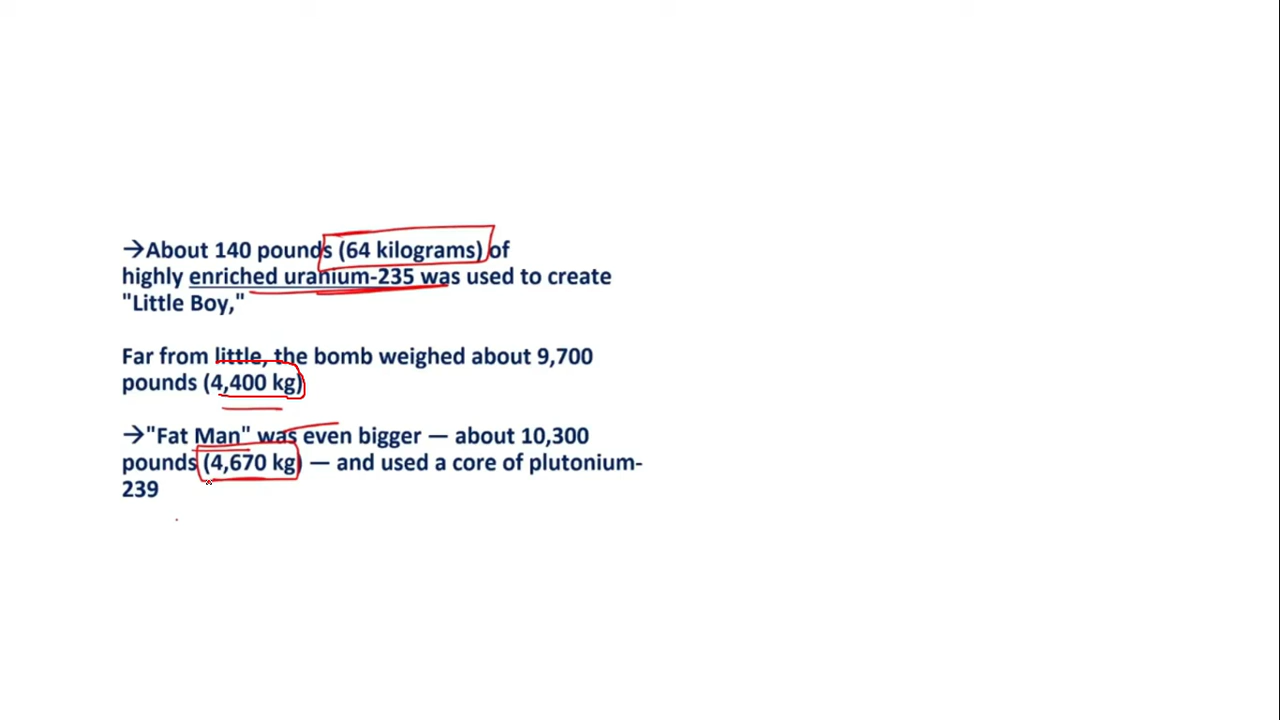 →About 140 pounds (64 kilograms) of
highly enriched uranium-235 was used to create
"Little Boy,"
Far from little, the bomb weighed about 9,700
pounds (4,400 kg)
→"Fat Man" was even bigger — about 10,300
pounds (4,670 kg) — and used a core of plutonium-
239